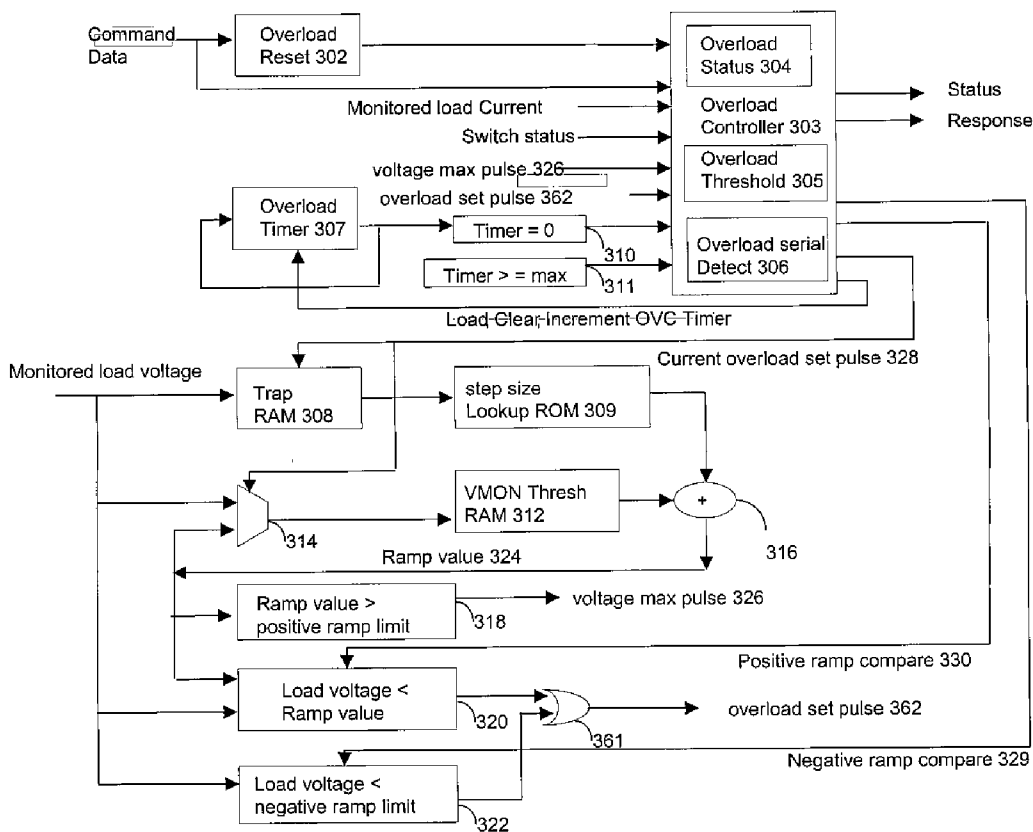 Command
Data
Overload
Reset 302
Overload
Status 304
Monitored load Current
Overload
Controller 303
Status
Response
Switch status
voltage max pulse 326
Overload
Threshold 305
overload set pulse 362
Overload
Timer 307
Timer = 0
310
Timer > = max
311
Overload serial
Detect 306
Load,Clear,Increment OVC Timer
Current overload set pulse 328
Monitored load voltage
Trap
RAM 308
step size
Lookup ROM 309
VMON Thresh
RAM 312
+
314
316
Ramp value 324
Ramp value >
positive ramp limit
318
voltage max pulse 326
Positive ramp compare 330
Load voltage <
Ramp value
320
361
overload set pulse 362
Negative ramp compare 329
Load voltage <
negative ramp limit
322